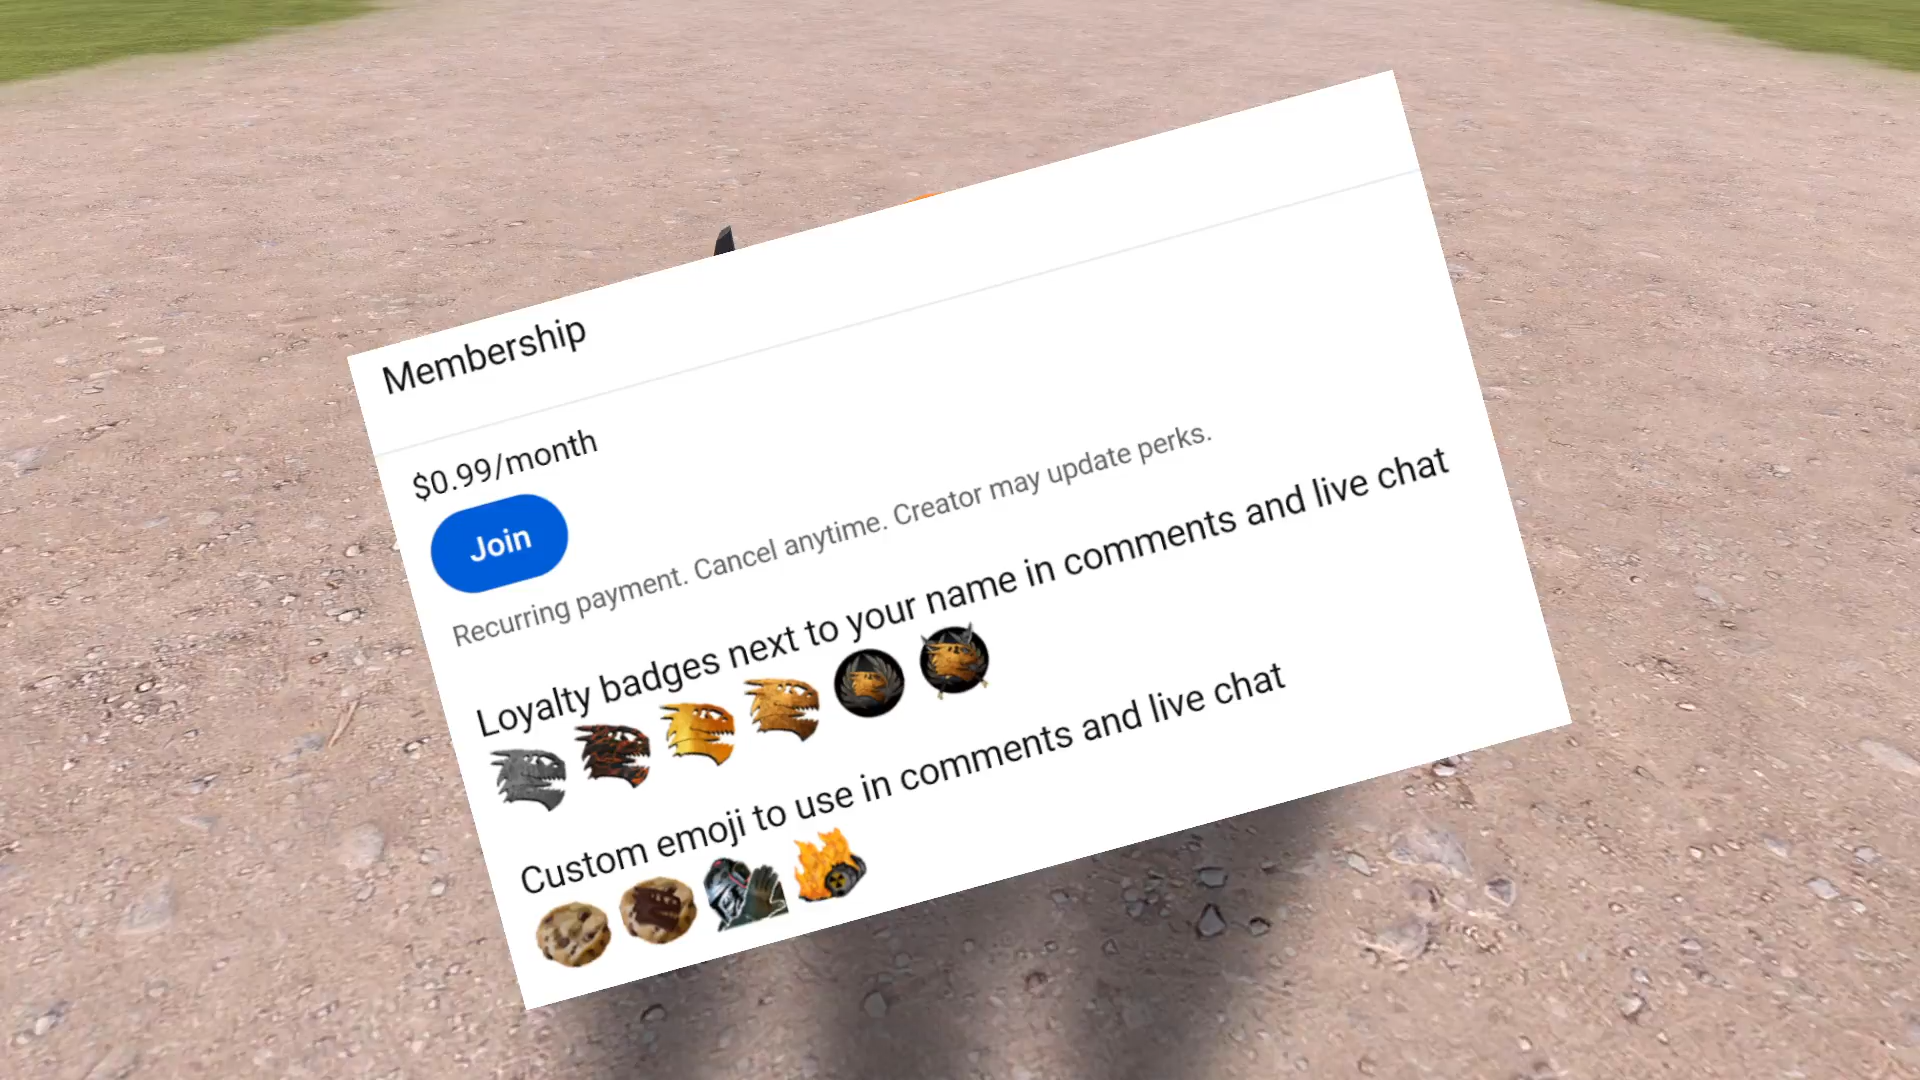 Membership
$0.99/month
Join
Recurring payment. Cancel anytime. Creator may update perks.
Loyalty badges next to your name in comments and live chat
Custom emoji to use in comments and live chat